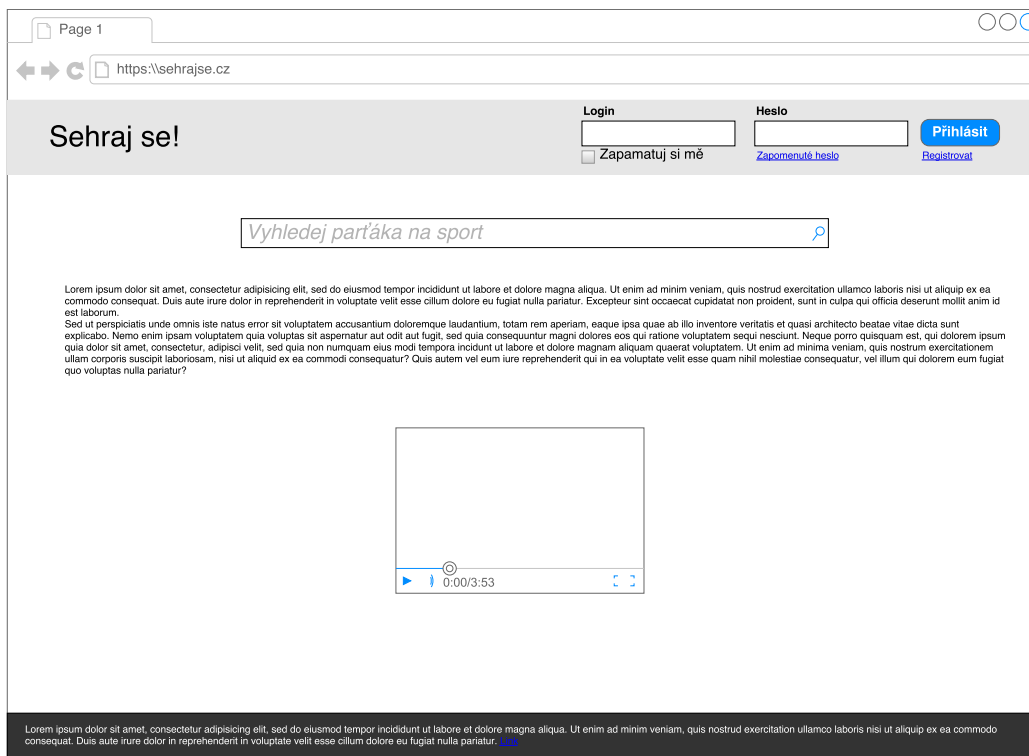 Page 1
https:\\sehrajse.cz
Sehraj se!
Login
Heslo
Přihlásit
Zapamatuj si mě
Zapomenuté heslo
Registrovat
Vyhledej parťáka na sport
Lorem ipsum dolor sit amet, consectetur adipisicing elit, sed do eiusmod tempor incididunt ut labore et dolore magna aliqua. Ut enim ad minim veniam, quis nostrud exercitation ullamco laboris nisi ut aliquip ex ea
commodo consequat. Duis aute irure dolor in reprehenderit in voluptate velit esse cillum dolore eu fugiat nulla pariatur. Excepteur sint occaecat cupidatat non proident, sunt in culpa qui officia deserunt mollit anim id
est laborum.
Sed ut perspiciatis unde omnis iste natus error sit voluptatem accusantium doloremque laudantium, totam rem aperiam, eaque ipsa quae ab illo inventore veritatis et quasi architecto beatae vitae dicta sunt
explicabo. Nemo enim ipsam voluptatem quia voluptas sit aspernatur aut odit aut fugit, sed quia consequuntur magni dolores eos qui ratione voluptatem sequi nesciunt. Neque porro quisquam est, qui dolorem ipsum
quia dolor sit amet, consectetur, adipisci velit, sed quia non numquam eius modi tempora incidunt ut labore et dolore magnam aliquam quaerat voluptatem. Ut enim ad minima veniam, quis nostrum exercitationem
ullam corporis suscipit laboriosam, nisi ut aliquid ex ea commodi consequatur? Quis autem vel eum iure reprehenderit qui in ea voluptate velit esse quam nihil molestiae consequatur, vel illum qui dolorem eum fugiat
quo voluptas nulla pariatur?
0:00/3:53
Lorem ipsum dolor sit amet, consectetur adipisicing elit, sed do eiusmod tempor incididunt ut labore et dolore magna aliqua. Ut enim ad minim veniam, quis nostrud exercitation ullamco laboris nisi ut aliquip ex ea commodo
consequat. Duis aute irure dolor in reprehenderit in voluptate velit esse cillum dolore eu fugiat nulla pariatur. Link